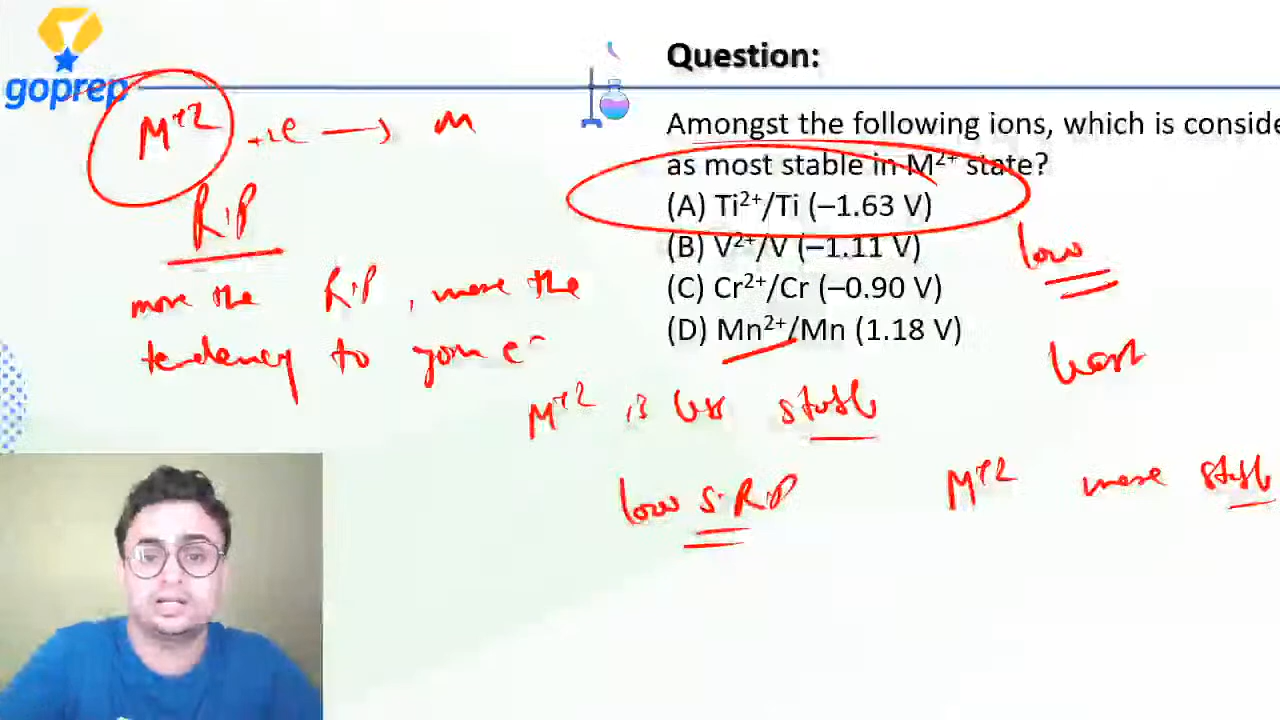 goprep
M+2 +e → M
R.P
more the R.P, more the
tendency to e-
Question:
Amongst the following ions, which is conside
as most stable in M2+ state?
(A) Ti2+/Ti (–1.63 V)
(B) V2+/V (–1.11 V)
(C) Cr2+/Cr (–0.90 V)
(D) Mn2+/Mn (1.18 V)
low
least
M+2 is less stable
low S.R.P
M+2 more stable